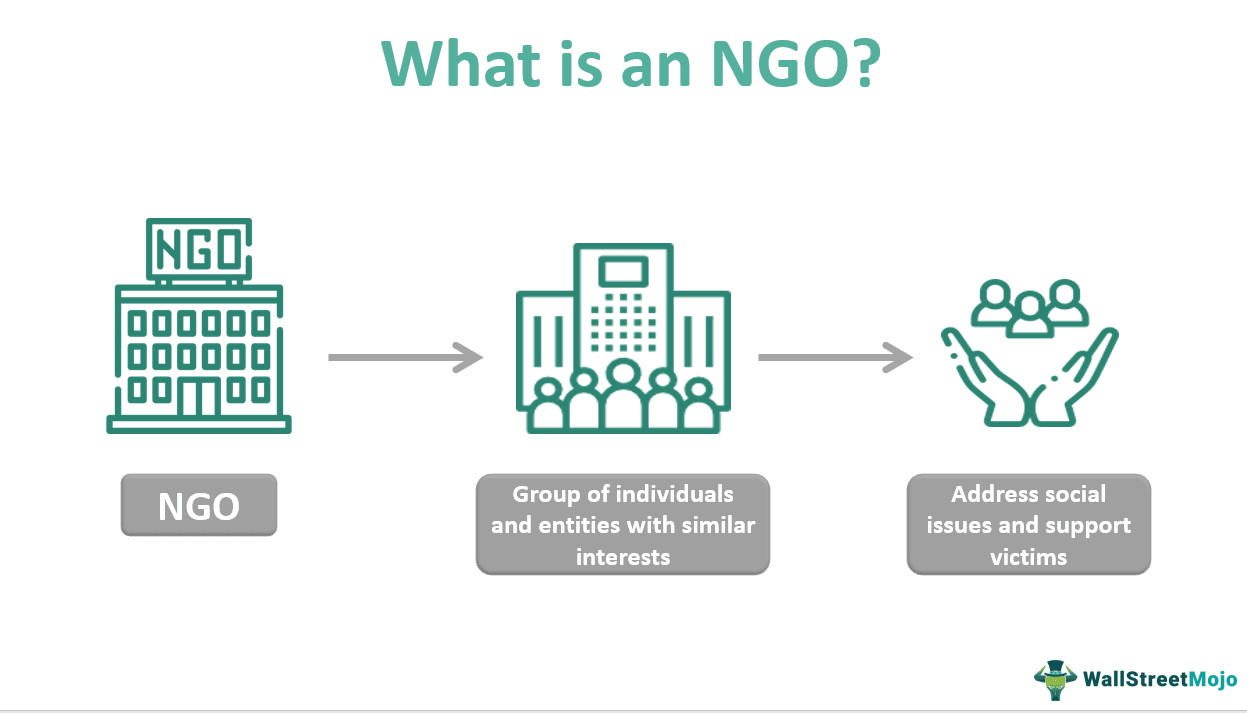 What is an NGO?
NGO
NGO
Group of individuals
and entities with similar
interests
Address social
issues and support
victims
WallStreetMojo